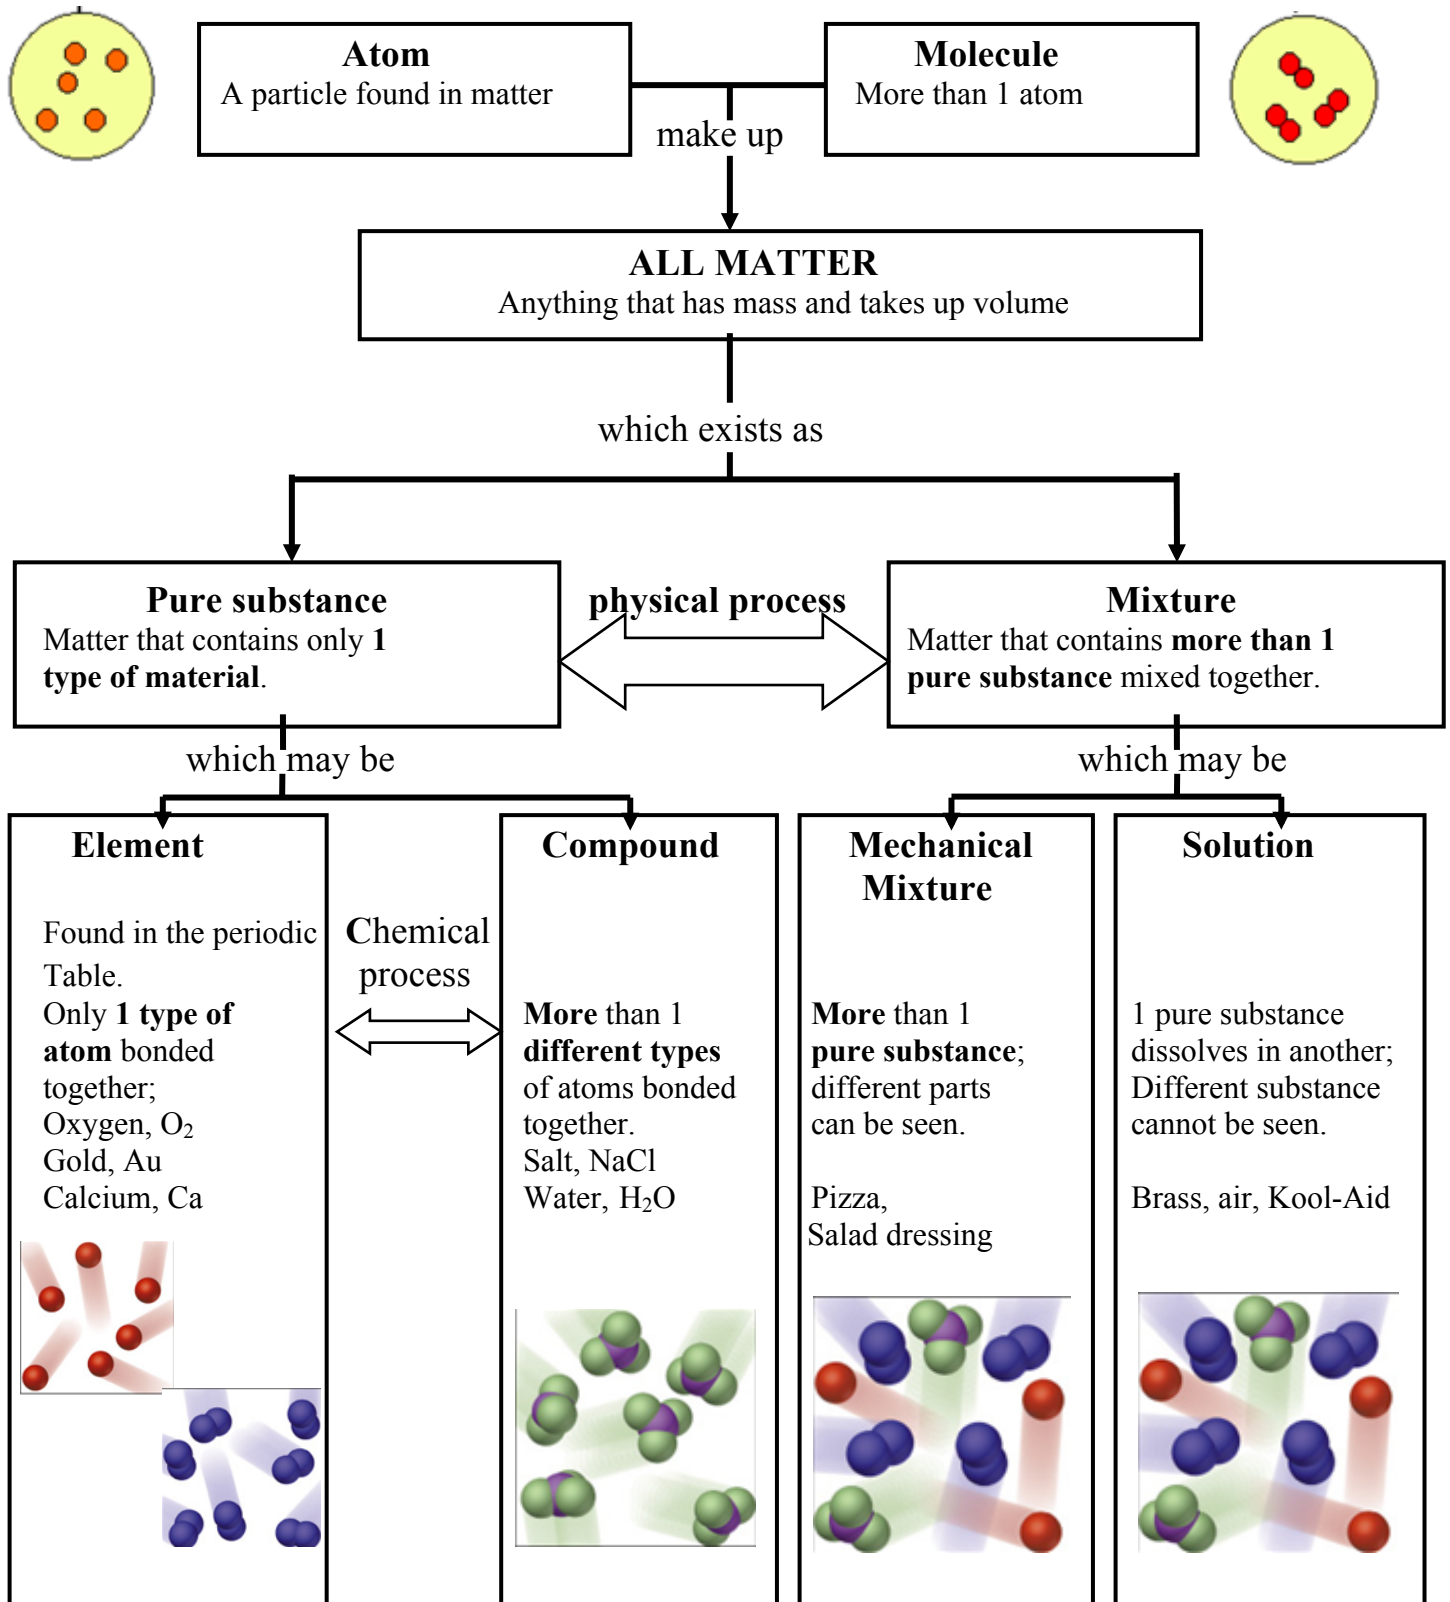 Atom
A particle found in matter
Molecule
More than 1 atom
make up
ALL MATTER
Anything that has mass and takes up volume
which exists as
Pure substance
Matter that contains only 1
type of material.
physical process
Mixture
Matter that contains more than 1
pure substance mixed together.
which may be
which may be
Element
Found in the periodic
Table.
Only 1 type of
atom bonded
together;
Oxygen, O₂
Gold, Au
Calcium, Ca
Chemical
process
Compound
More than 1
different types
of atoms bonded
together.
Salt, NaCl
Water, H₂O
Mechanical
Mixture
More than 1
pure substance;
different parts
can be seen.
Pizza,
Salad dressing
Solution
1 pure substance
dissolves in another;
Different substance
cannot be seen.
Brass, air, Kool-Aid